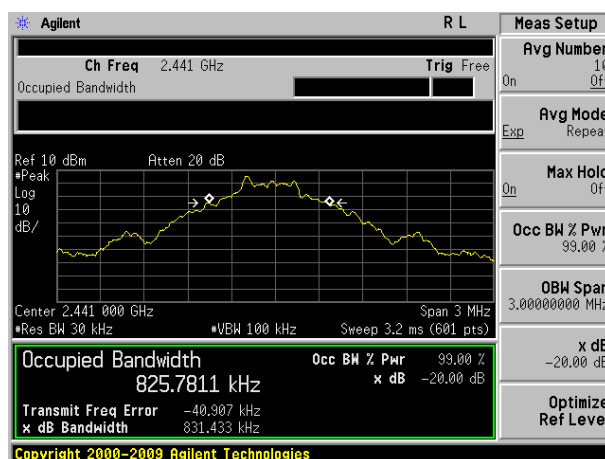 Agilent R L Meas Setup
Ch Freq 2.441 GHz Trig Free
Occupied Bandwidth
Avg Number
10
On Off
Avg Mode
Exp Repeat
Max Hold
On Off
Occ BW % Pwr
99.00 %
OBW Span
3.00000000 MHz
x dB
-20.00 dB
Optimize
Ref Level
Ref 10 dBm Atten 20 dB
#Peak
Log
10
dB/
Center 2.441 000 GHz Span 3 MHz
#Res BW 30 kHz #VBW 100 kHz Sweep 3.2 ms (601 pts)
Occupied Bandwidth Occ BW % Pwr 99.00 %
825.7811 kHz x dB -20.00 dB
Transmit Freq Error -40.907 kHz
x dB Bandwidth 831.433 kHz
Copyright 2000-2009 Agilent Technologies